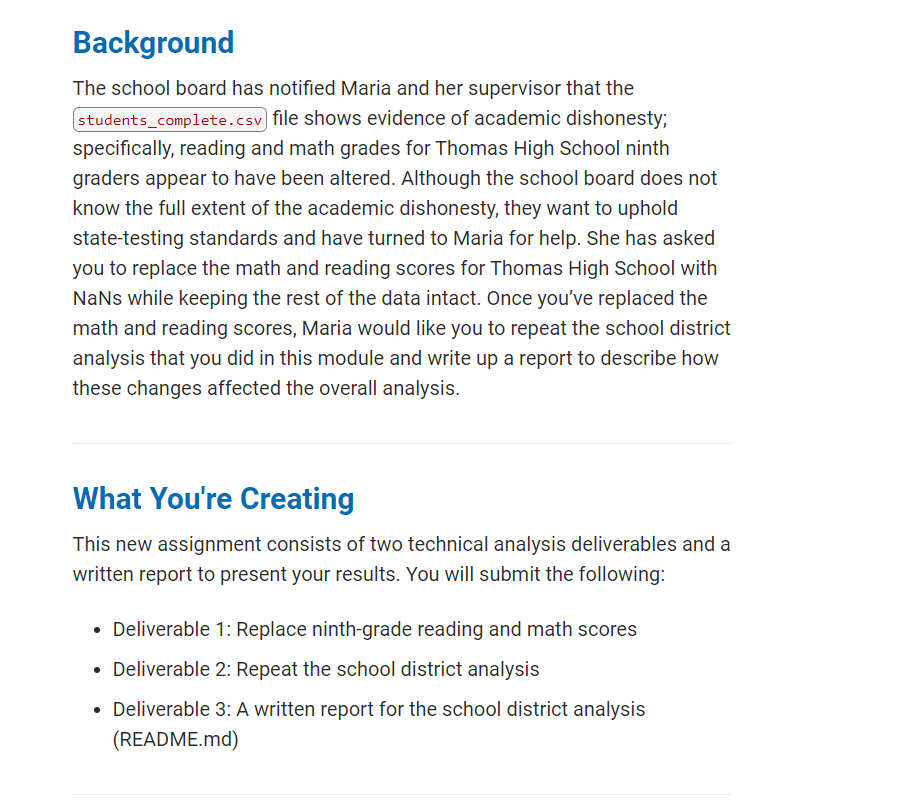 Background
The school board has notified Maria and her supervisor that the
students_complete.csv file shows evidence of academic dishonesty;
specifically, reading and math grades for Thomas High School ninth
graders appear to have been altered. Although the school board does not
know the full extent of the academic dishonesty, they want to uphold
state-testing standards and have turned to Maria for help. She has asked
you to replace the math and reading scores for Thomas High School with
NaNs while keeping the rest of the data intact. Once you’ve replaced the
math and reading scores, Maria would like you to repeat the school district
analysis that you did in this module and write up a report to describe how
these changes affected the overall analysis.
What You're Creating
This new assignment consists of two technical analysis deliverables and a
written report to present your results. You will submit the following:
• Deliverable 1: Replace ninth-grade reading and math scores
• Deliverable 2: Repeat the school district analysis
• Deliverable 3: A written report for the school district analysis
(README.md)